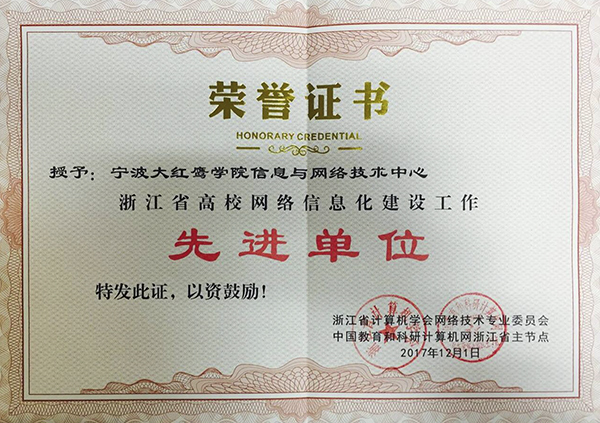 荣誉证书
HONORARY CREDENTIAL
授予：宁波大红鹰学院信息与网络技术中心
浙江省高校网络信息化建设工作
先进单位
特发此证，以资鼓励！
浙江省计算机学会网络技术专业委员会
中国教育和科研计算机网浙江省主节点
2017年12月1日